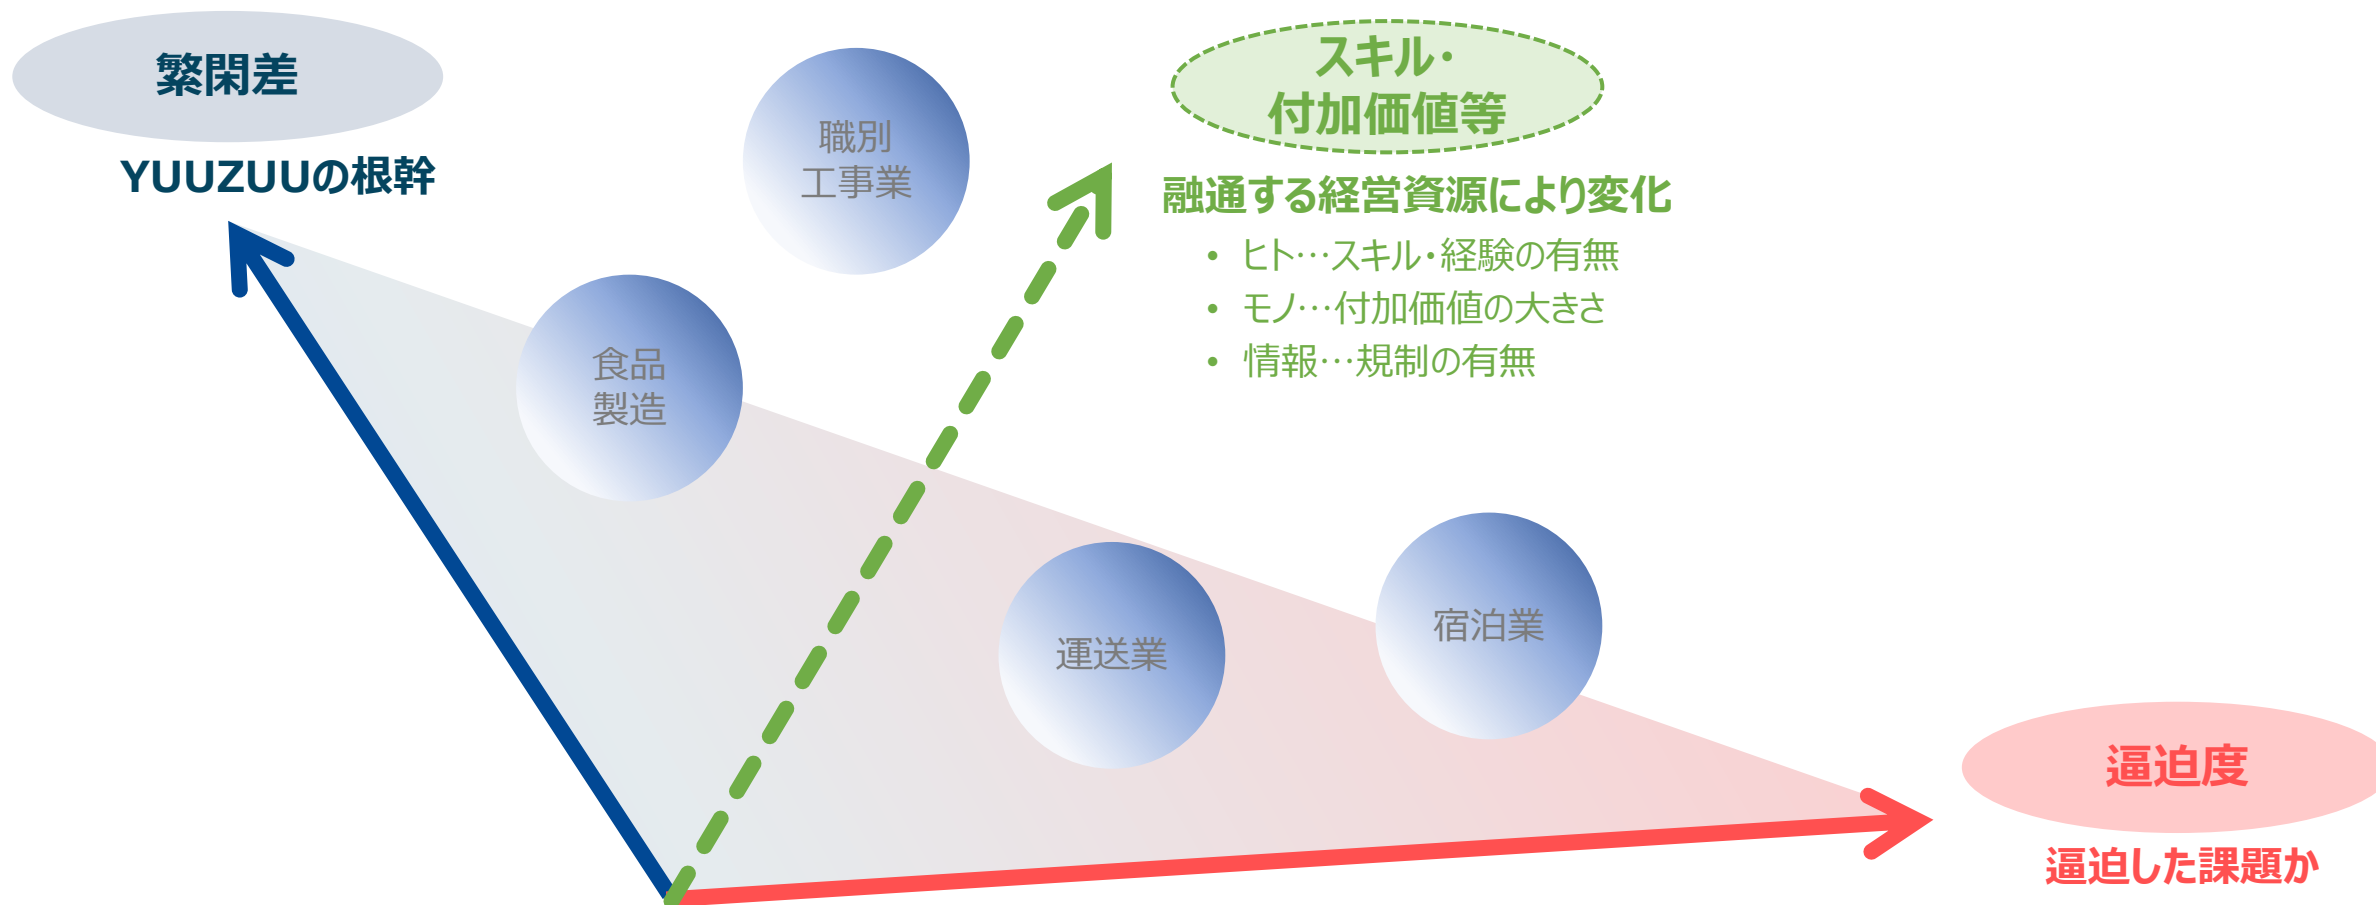 繁閑差
YUUZUUの根幹
職別
工事業
スキル・
付加価値等
融通する経営資源により変化
• ヒト…スキル・経験の有無
• モノ…付加価値の大きさ
• 情報…規制の有無
食品
製造
運送業
宿泊業
逼迫度
逼迫した課題か